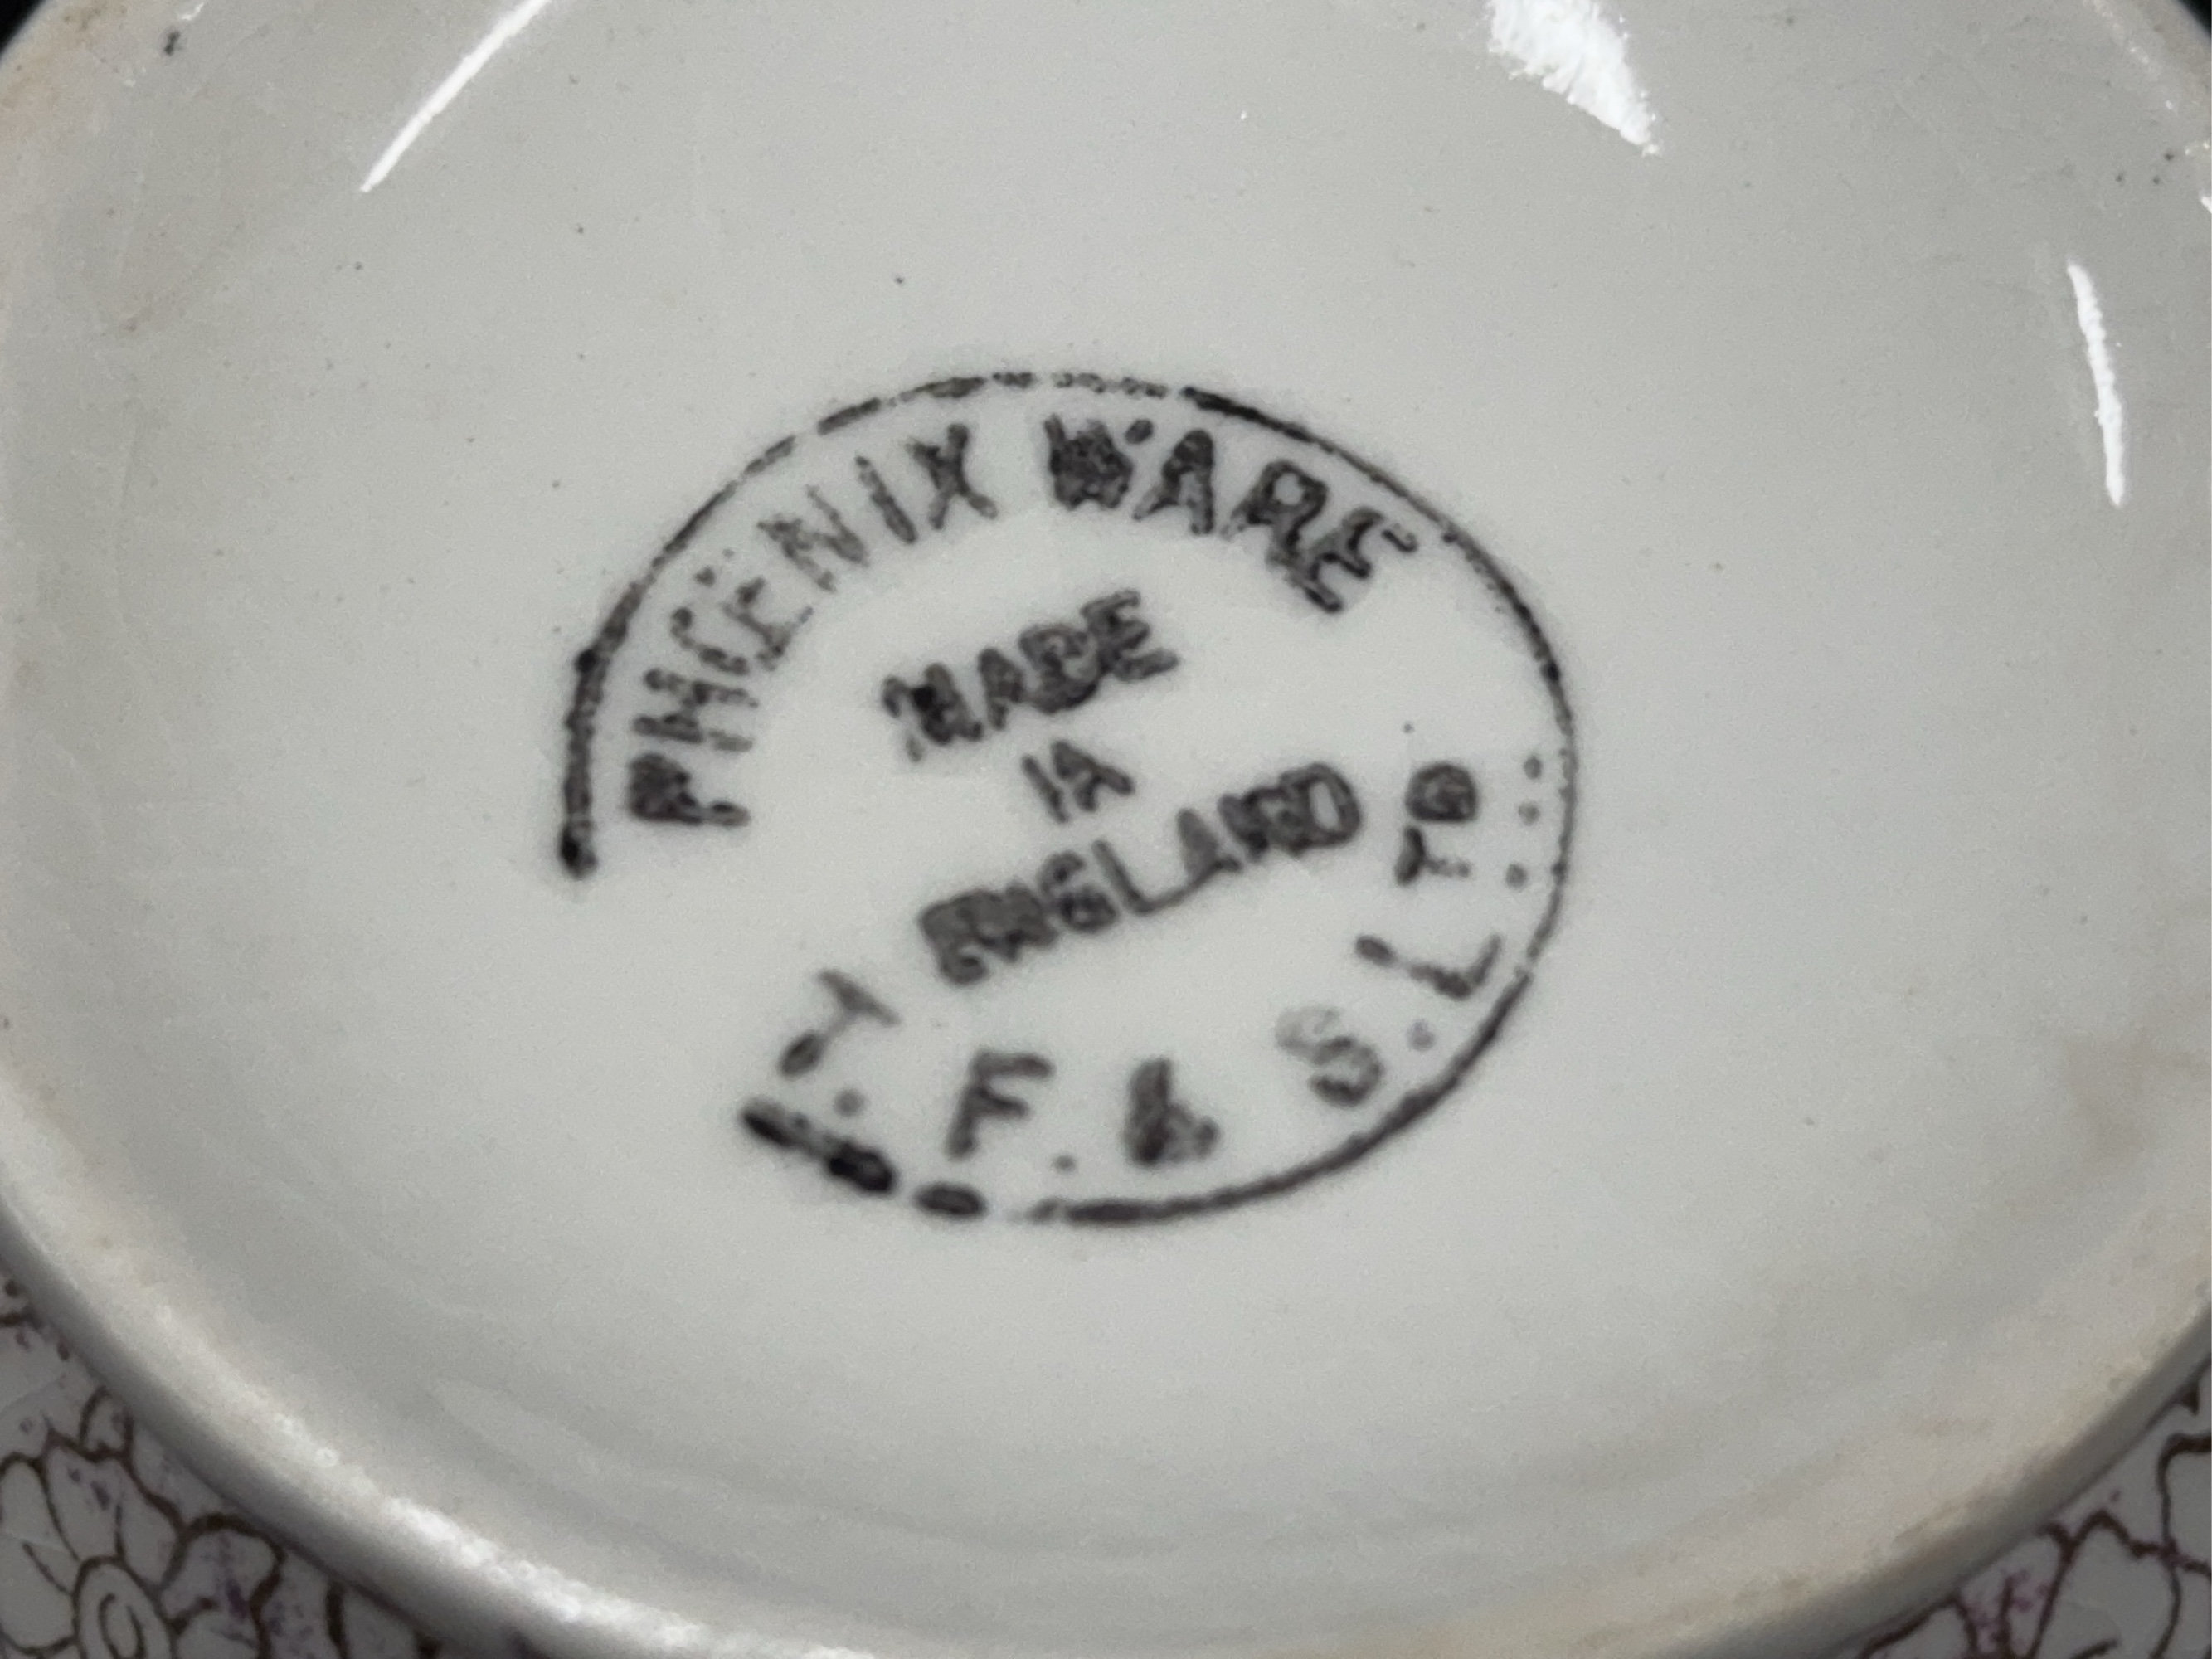 PHŒNIX WARE
MADE
IN
ENGLAND
T. F. & S. LTD